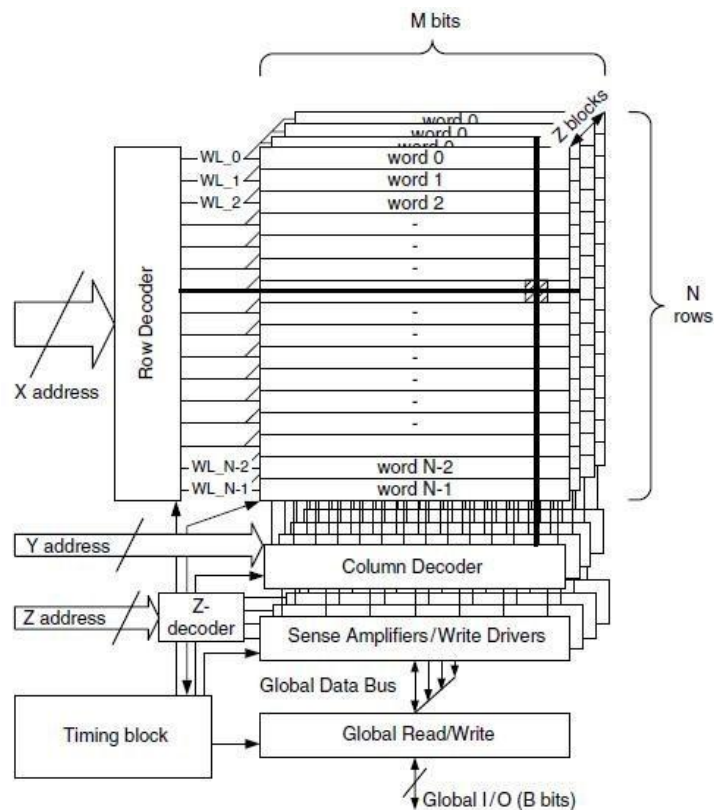 M bits
Z blocks
word 0
word 0
word 0
word 0
word 1
word 2
-
-
-
-
-
-
-
-
-
word N-2
word N-1
WL_0
WL_1
WL_2
WL_N-2
WL_N-1
Row Decoder
X address
N
rows
Y address
Column Decoder
Z address
Z-
decoder
Sense Amplifiers/Write Drivers
Global Data Bus
Timing block
Global Read/Write
Global I/O (B bits)